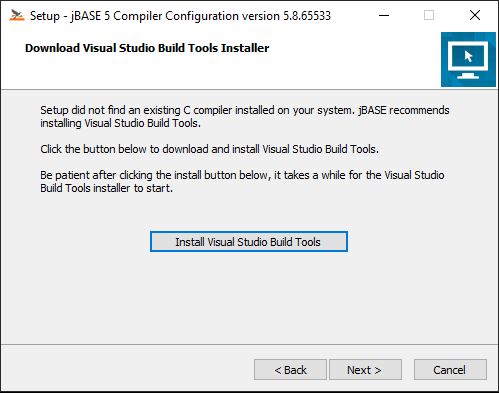 Setup - jBASE 5 Compiler Configuration version 5.8.65533
Download Visual Studio Build Tools Installer
Setup did not find an existing C compiler installed on your system. jBASE recommends
installing Visual Studio Build Tools.
Click the button below to download and install Visual Studio Build Tools.
Be patient after clicking the install button below, it takes a while for the Visual Studio
Build Tools installer to start.
Install Visual Studio Build Tools
< Back
Next >
Cancel